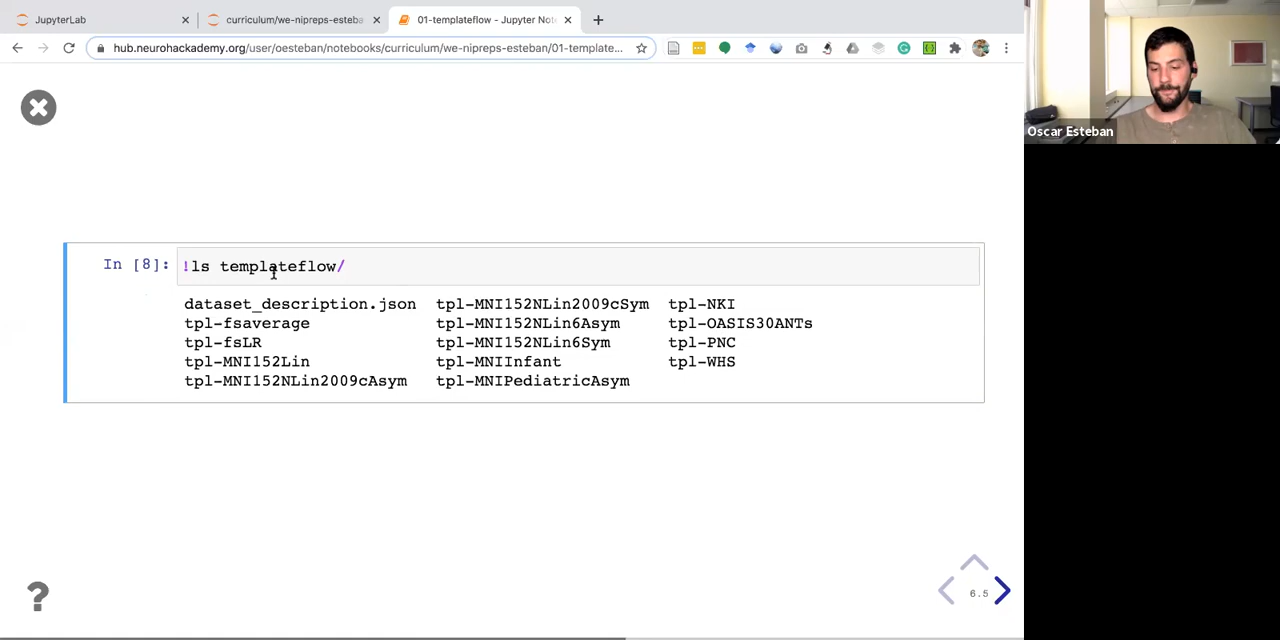 JupyterLab
curriculum/we-nipreps-esteba
01-templateflow - Jupyter Not
hub.neurohackademy.org/user/oesteban/notebooks/curriculum/we-nipreps-esteban/01-template...
Oscar Esteban
In [8]: !ls templateflow/
dataset_description.json tpl-MNI152NLin2009cSym tpl-NKI
tpl-fsaverage tpl-MNI152NLin6Asym tpl-OASIS30ANTs
tpl-fsLR tpl-MNI152NLin6Sym tpl-PNC
tpl-MNI152Lin tpl-MNIInfant tpl-WHS
tpl-MNI152NLin2009cAsym tpl-MNIPediatricAsym
?
6.5